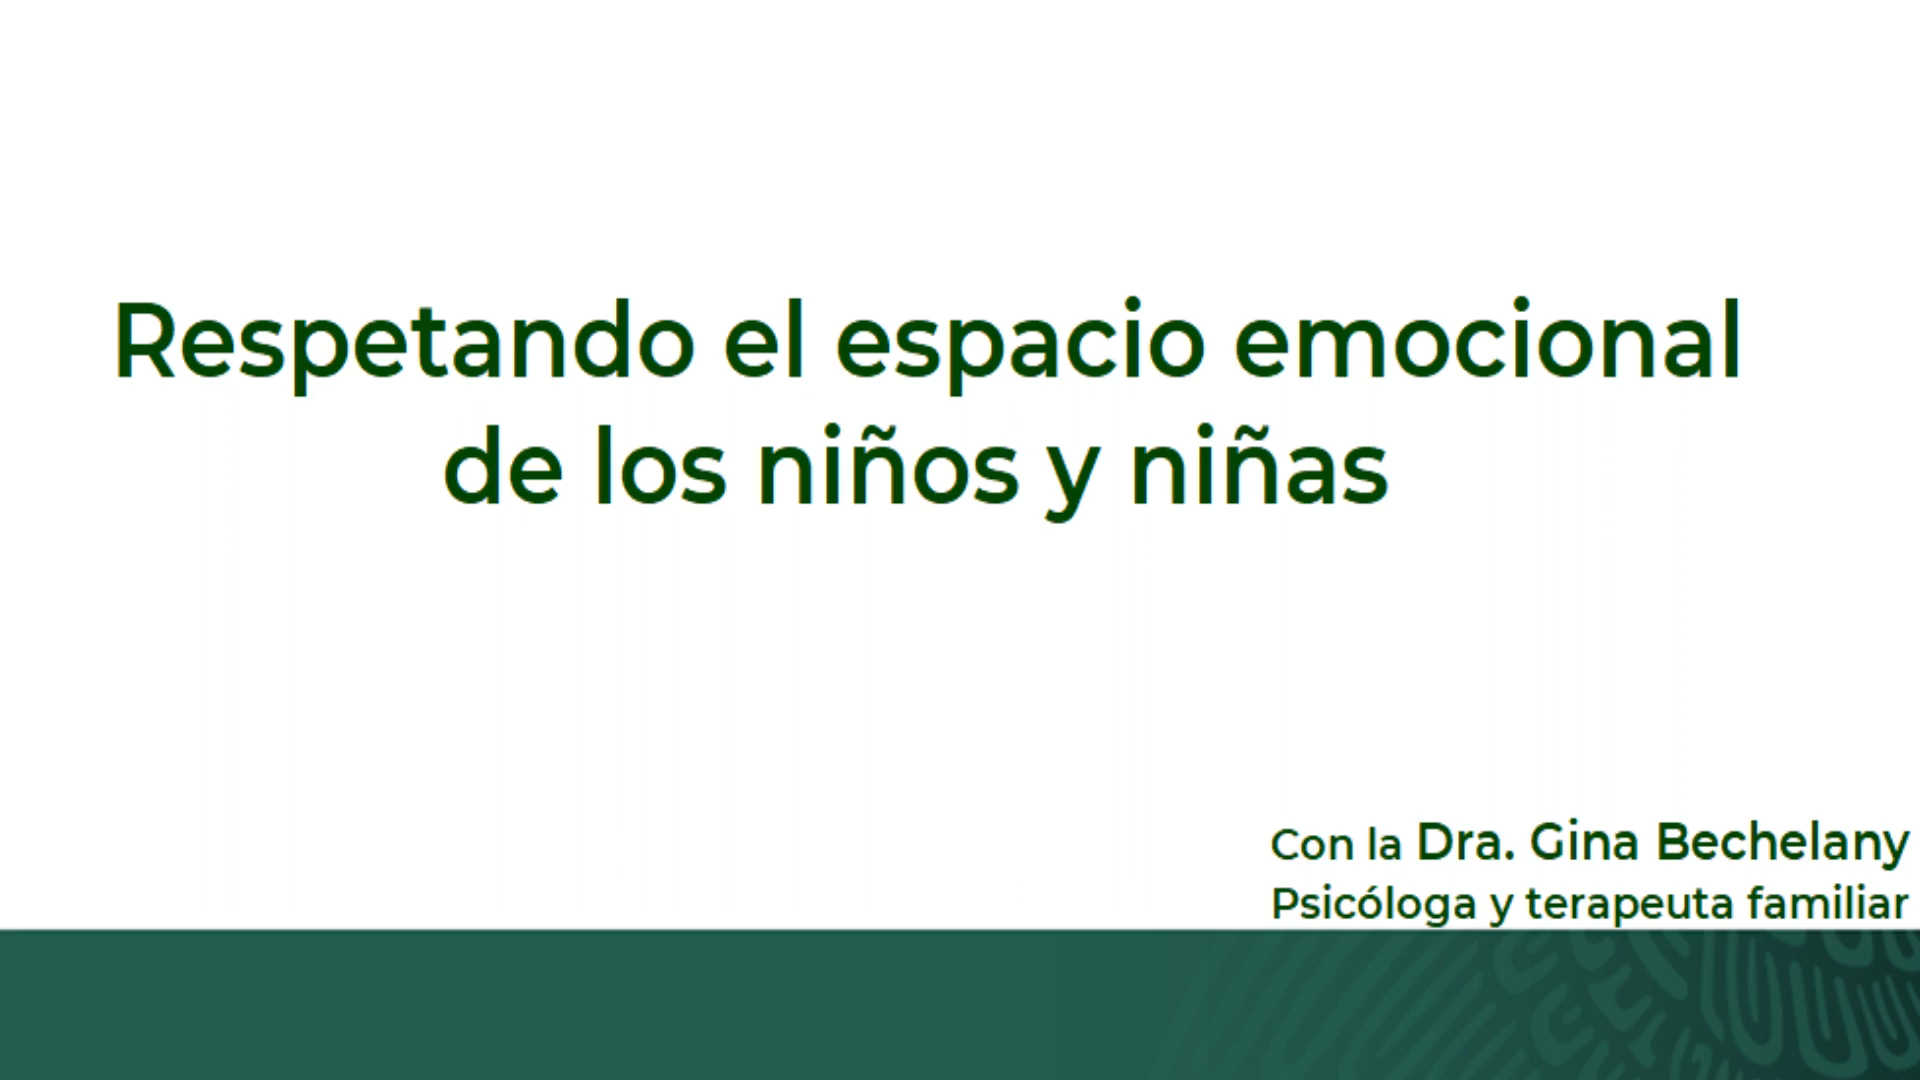 Respetando el espacio emocional
de los niños y niñas
Con la Dra. Gina Bechelany
Psicóloga y terapeuta familiar